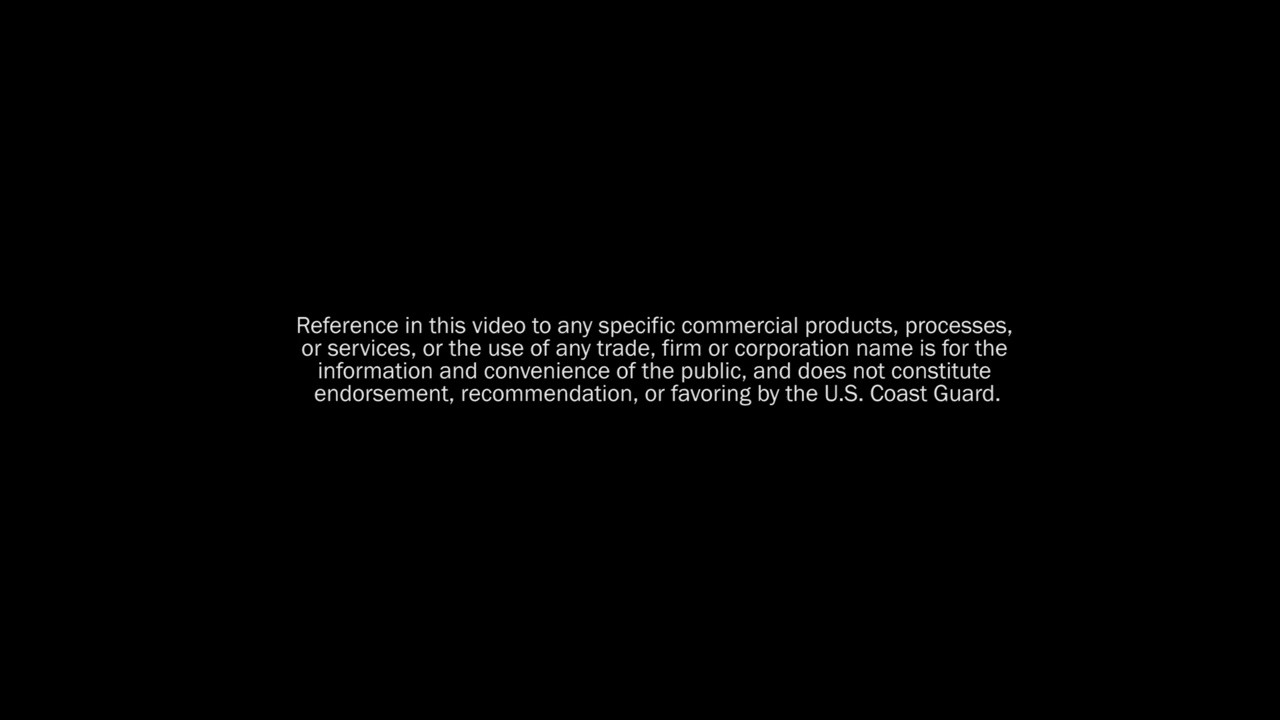 Reference in this video to any specific commercial products, processes,
or services, or the use of any trade, firm or corporation name is for the
information and convenience of the public, and does not constitute
endorsement, recommendation, or favoring by the U.S. Coast Guard.